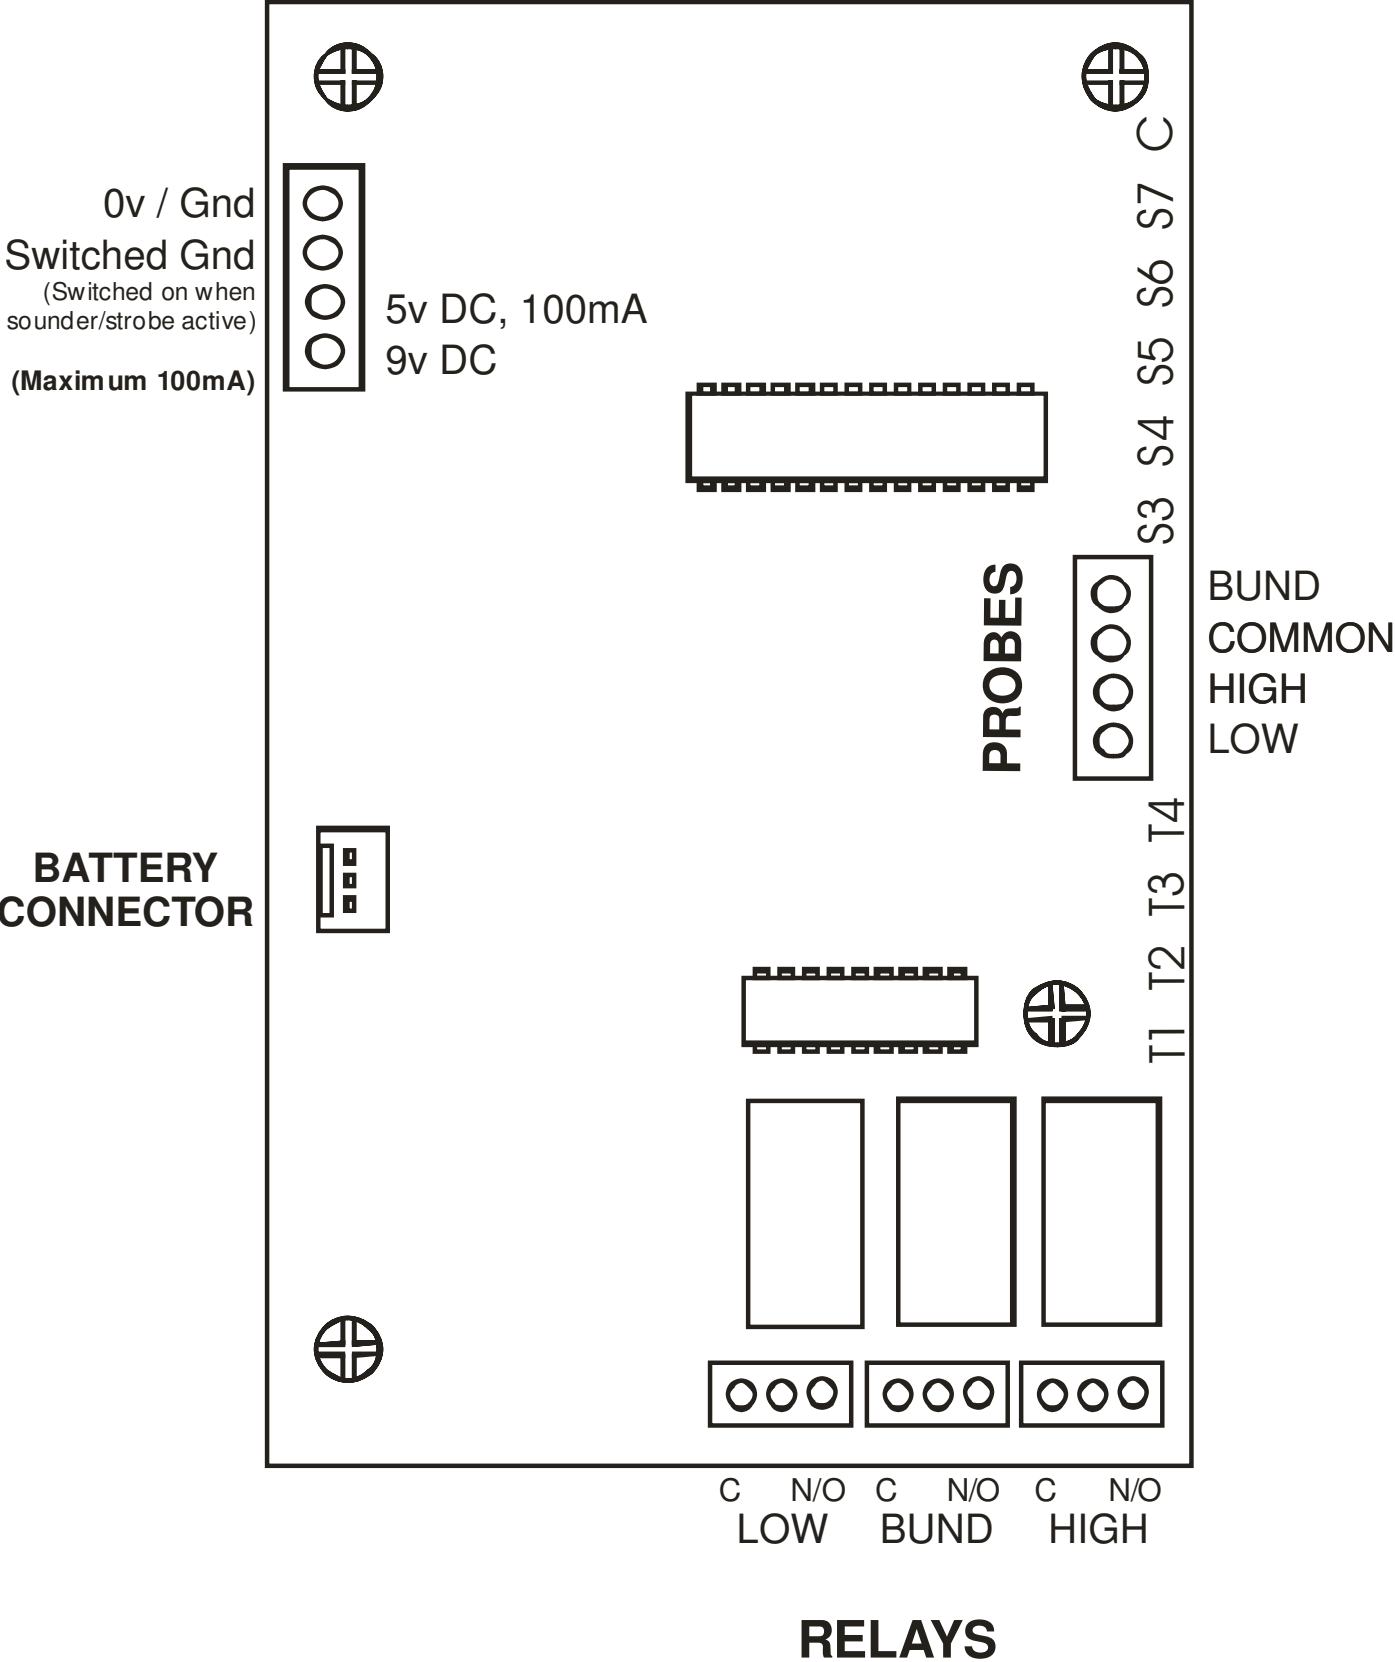 0v / Gnd
Switched Gnd
(Switched on when
sounder/strobe active)
(Maximum 100mA)
5v DC, 100mA
9v DC
C
S7
S6
S5
S4
S3
PROBES
BUND
COMMON
HIGH
LOW
T4
T3
T2
T1
BATTERY
CONNECTOR
C N/O C N/O C N/O
LOW BUND HIGH
RELAYS